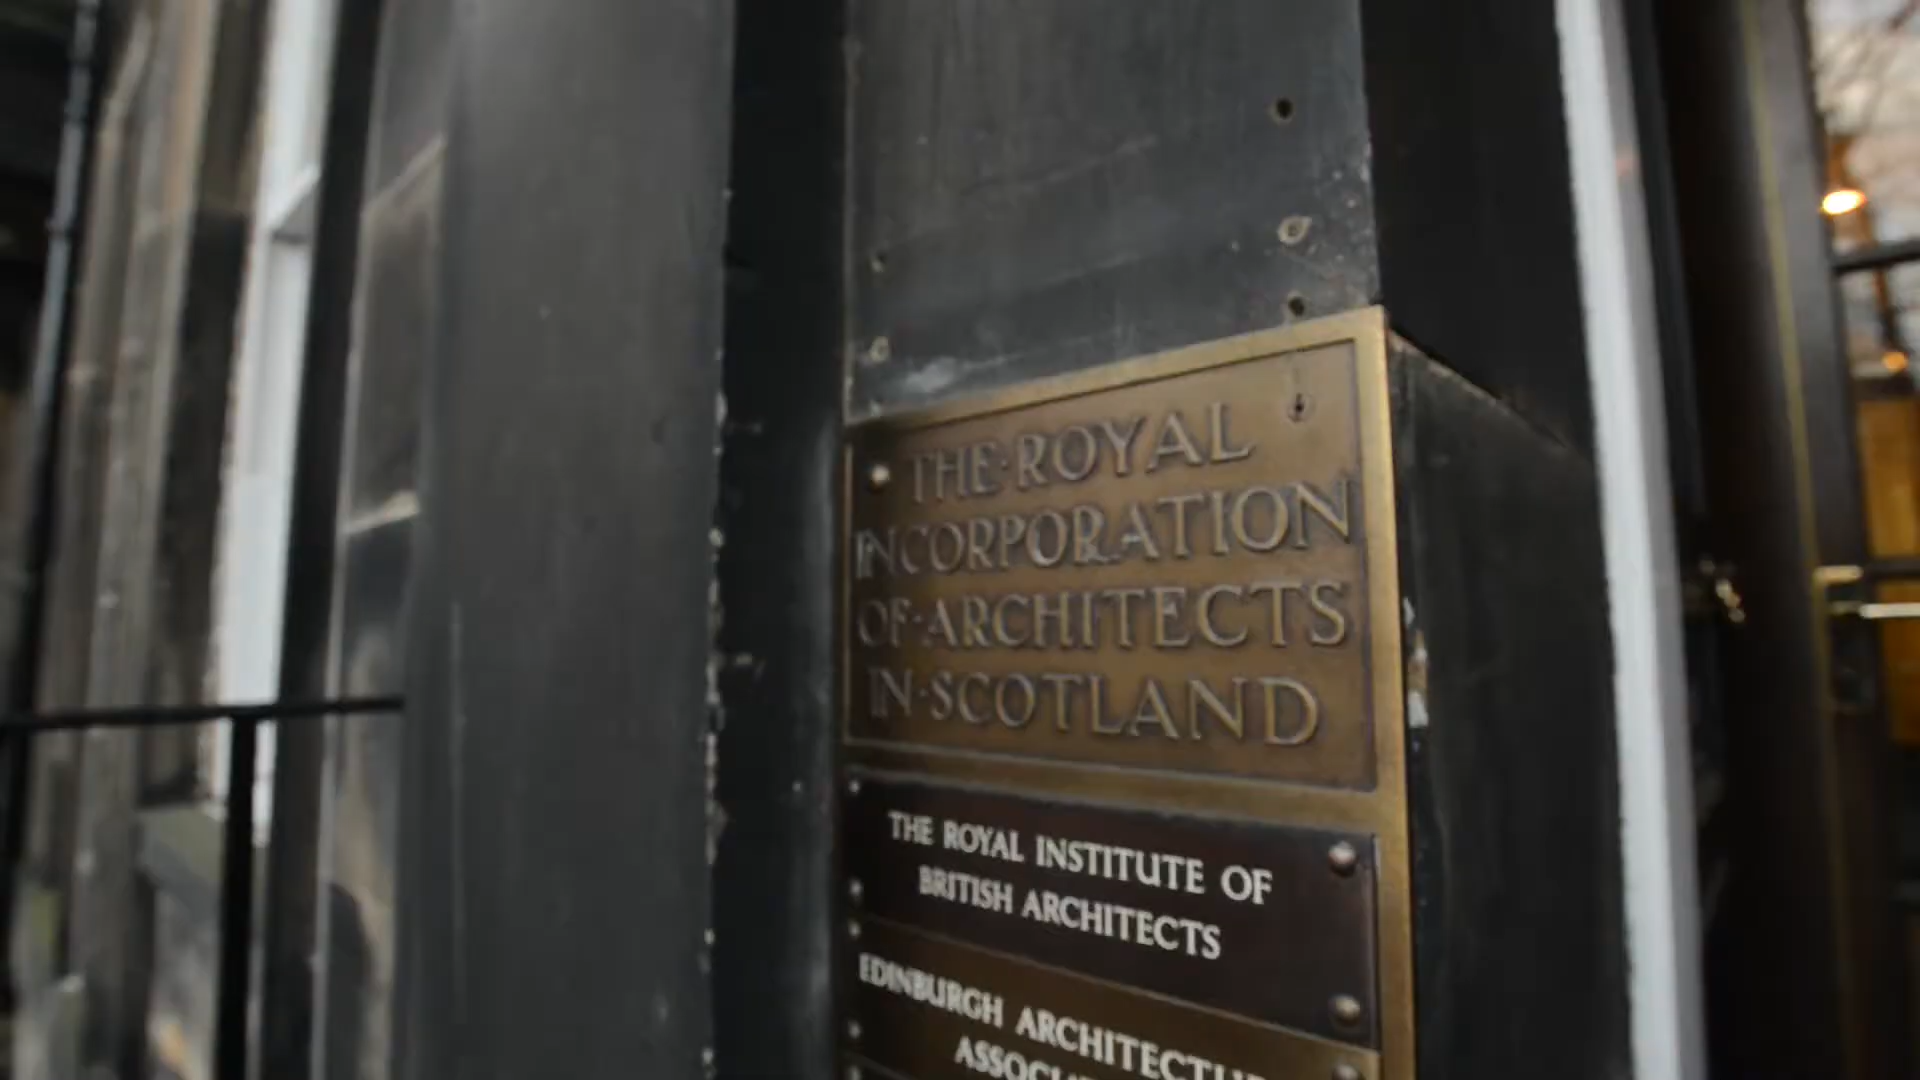 THE·ROYAL
INCORPORATION
OF·ARCHITECTS
IN·SCOTLAND
THE ROYAL INSTITUTE OF
BRITISH ARCHITECTS
EDINBURGH